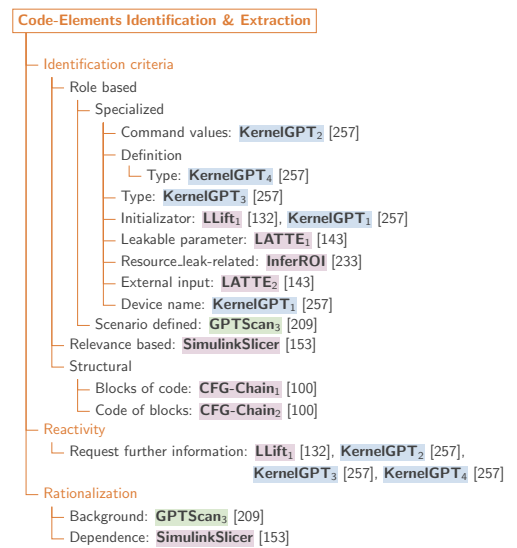 Code-Elements Identification & Extraction
Identification criteria
Role based
Specialized
Command values: KernelGPT₂ [257]
Definition
Type: KernelGPT₄ [257]
Type: KernelGPT₃ [257]
Initializator: LLift₁ [132], KernelGPT₁ [257]
Leakable parameter: LATTE₁ [143]
Resource_leak-related: InferROI [233]
External input: LATTE₂ [143]
Device name: KernelGPT₁ [257]
Scenario defined: GPTScan₃ [209]
Relevance based: SimulinkSlicer [153]
Structural
Blocks of code: CFG-Chain₁ [100]
Code of blocks: CFG-Chain₂ [100]
Reactivity
Request further information: LLift₁ [132], KernelGPT₂ [257],
KernelGPT₃ [257], KernelGPT₄ [257]
Rationalization
Background: GPTScan₃ [209]
Dependence: SimulinkSlicer [153]